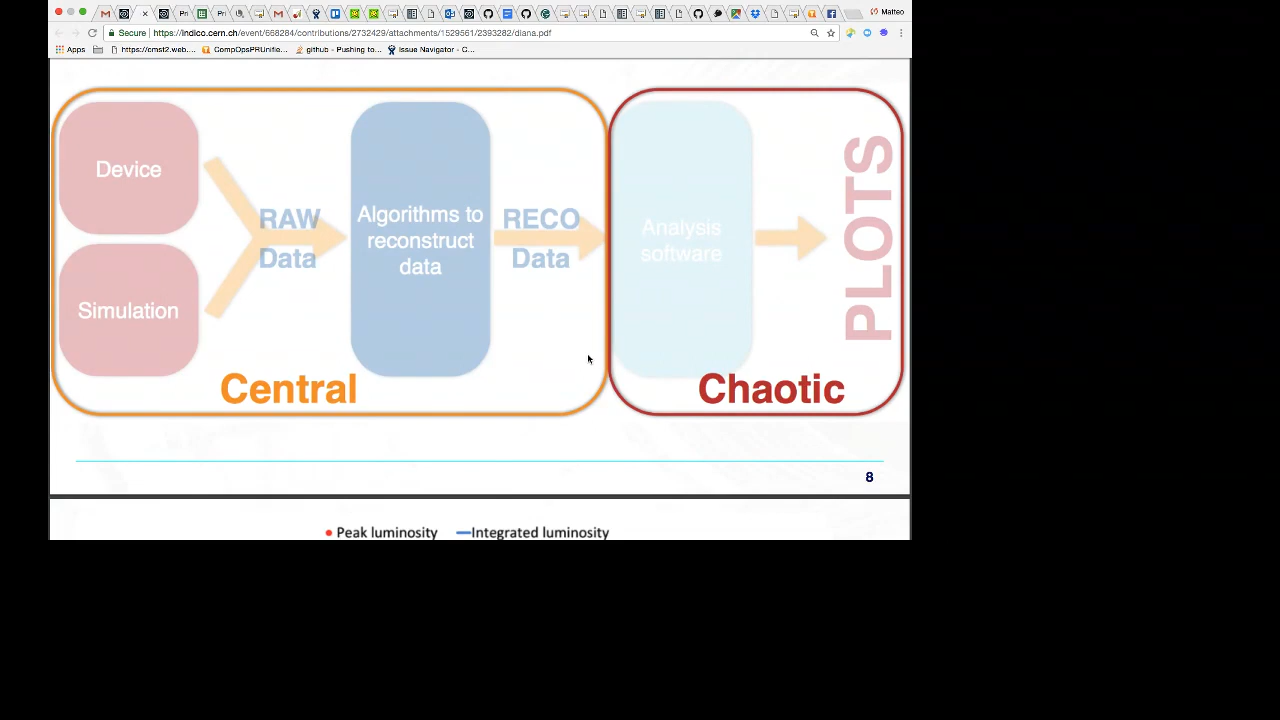 Matteo
Secure
https://indico.cern.ch/event/668284/contributions/2732429/attachments/1529561/2393282/diana.pdf
Apps
https://cmst2.web....
CompOpsPRUnifie...
github - Pushing to...
Issue Navigator - C...
Device
Simulation
RAW
Data
Algorithms to
reconstruct
data
RECO
Data
Central
Analysis
software
PLOTS
Chaotic
8
Peak luminosity
Integrated luminosity